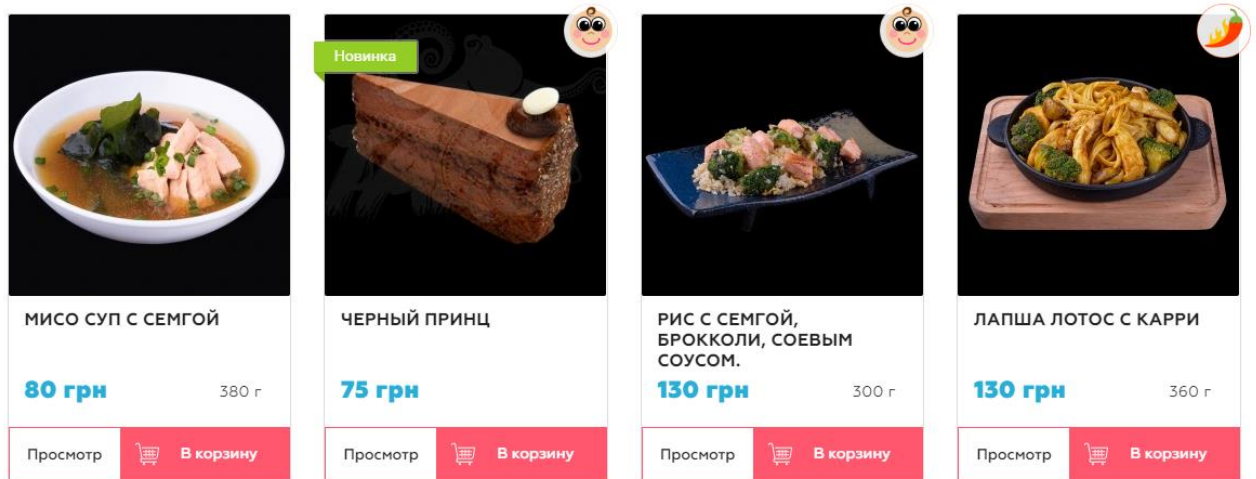 Новинка
МИСО СУП С СЕМГОЙ
80 грн
380 г
Просмотр
В корзину
ЧЕРНЫЙ ПРИНЦ
75 грн
Просмотр
В корзину
РИС С СЕМГОЙ,
БРОККОЛИ, СОЕВЫМ
СОУСОМ.
130 грн
300 г
Просмотр
В корзину
ЛАПША ЛОТОС С КАРРИ
130 грн
360 г
Просмотр
В корзину